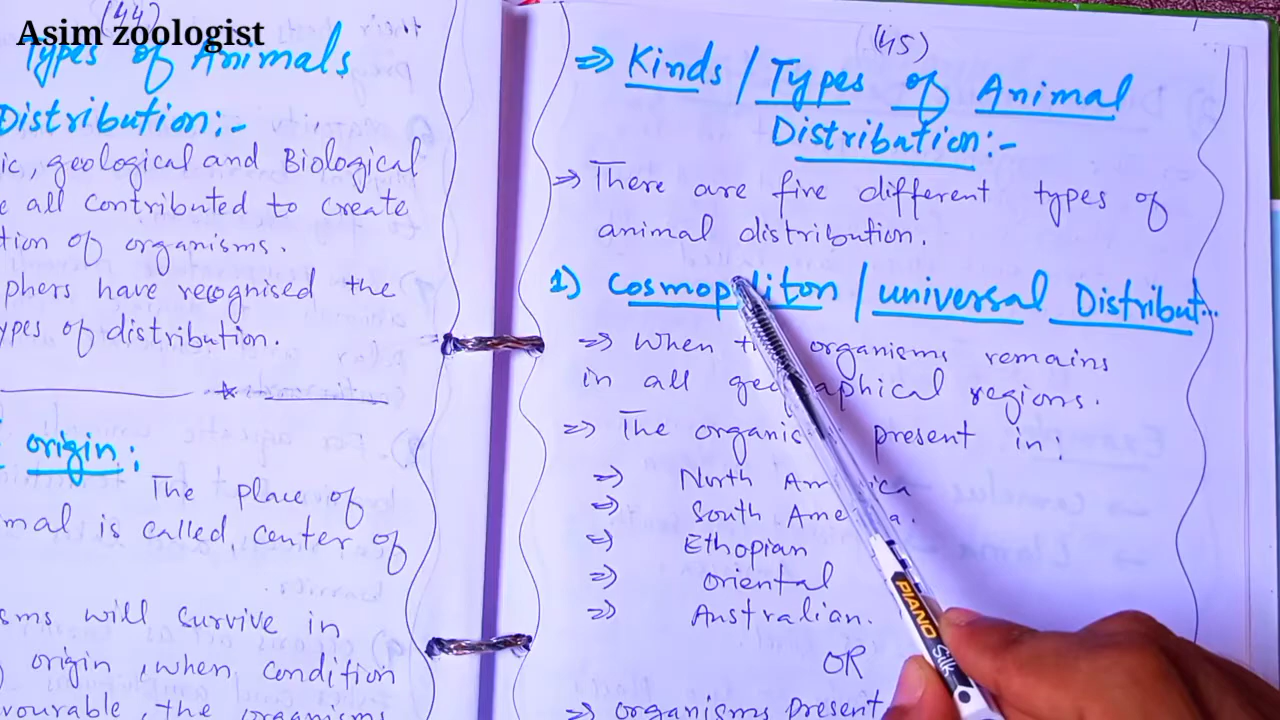 Asim zoologist
(44)
Types of Animals
Distribution:-
ic, geological and Biological
e all contributed to create
tion of organisms.
phers have recognised the
ypes of distribution.
origin:
The place of
mal is called, center of
sms will survive in
origin, when condition
vourable, the organisms
(45)
⇒ Kinds / Types of Animal
Distribution:-
⇒ There are five different types of
animal distribution.
1) Cosmopoliton / universal Distribut...
⇒ When organisms remains
in all geographical regions.
⇒ The present in:
⇒ North America
⇒ South America.
⇒ Ethopian
⇒ oriental
⇒ Australian.
OR
⇒ organisms present
PIANO
Silk